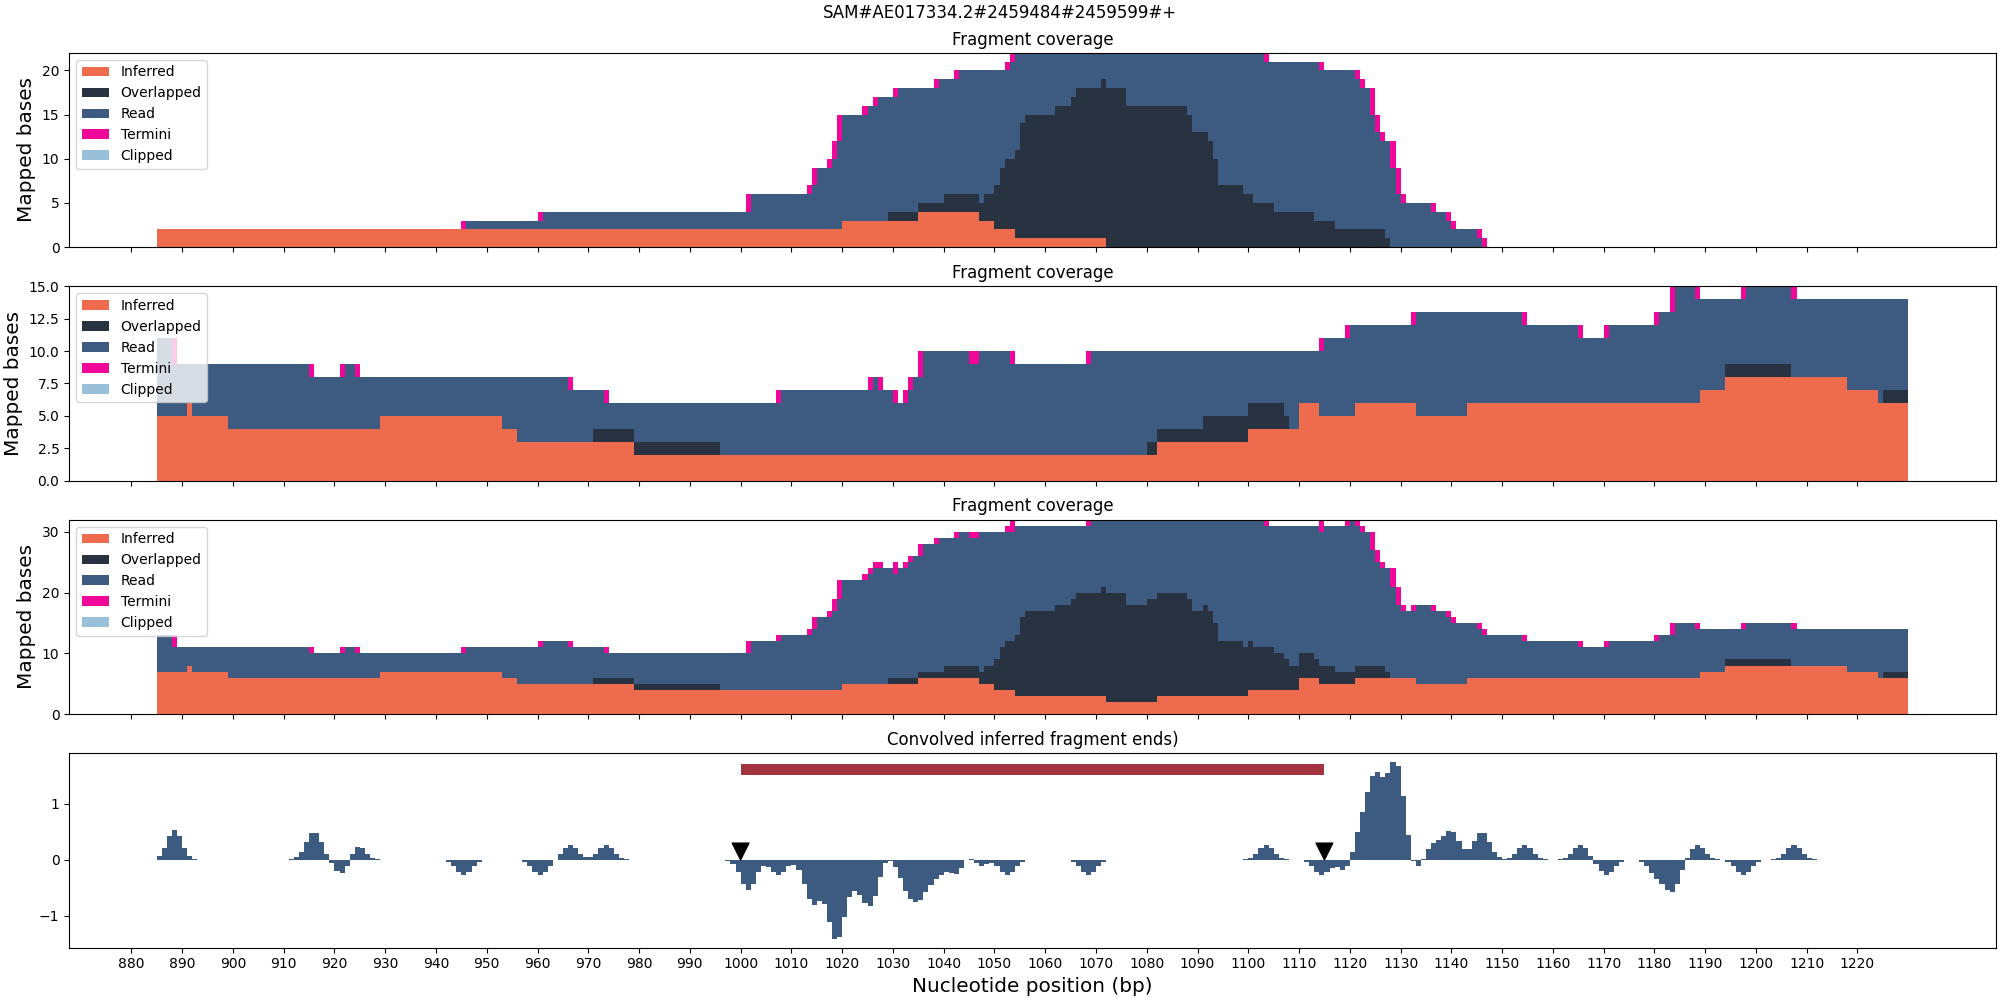 SAM#AE017334.2#2459484#2459599#+
Fragment coverage
Mapped bases
20
15
10
5
0
Inferred
Overlapped
Read
Termini
Clipped
Fragment coverage
Mapped bases
15.0
12.5
10.0
7.5
5.0
2.5
0.0
Inferred
Overlapped
Read
Termini
Clipped
Fragment coverage
Mapped bases
30
20
10
0
Inferred
Overlapped
Read
Termini
Clipped
Convolved inferred fragment ends)
1
0
−1
880 890 900 910 920 930 940 950 960 970 980 990 1000 1010 1020 1030 1040 1050 1060 1070 1080 1090 1100 1110 1120 1130 1140 1150 1160 1170 1180 1190 1200 1210 1220
Nucleotide position (bp)